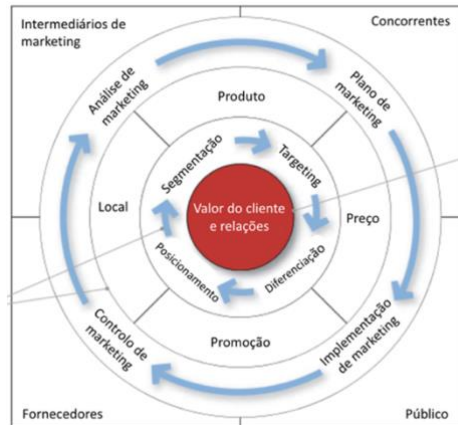 Intermediários de
marketing
Concorrentes
Análise de
marketing
Plano de
marketing
Produto
Segmentação
Targeting
Local
Valor do cliente
e relações
Preço
Posicionamento
Diferenciação
Controlo de
marketing
Promoção
Implementação
de marketing
Fornecedores
Público